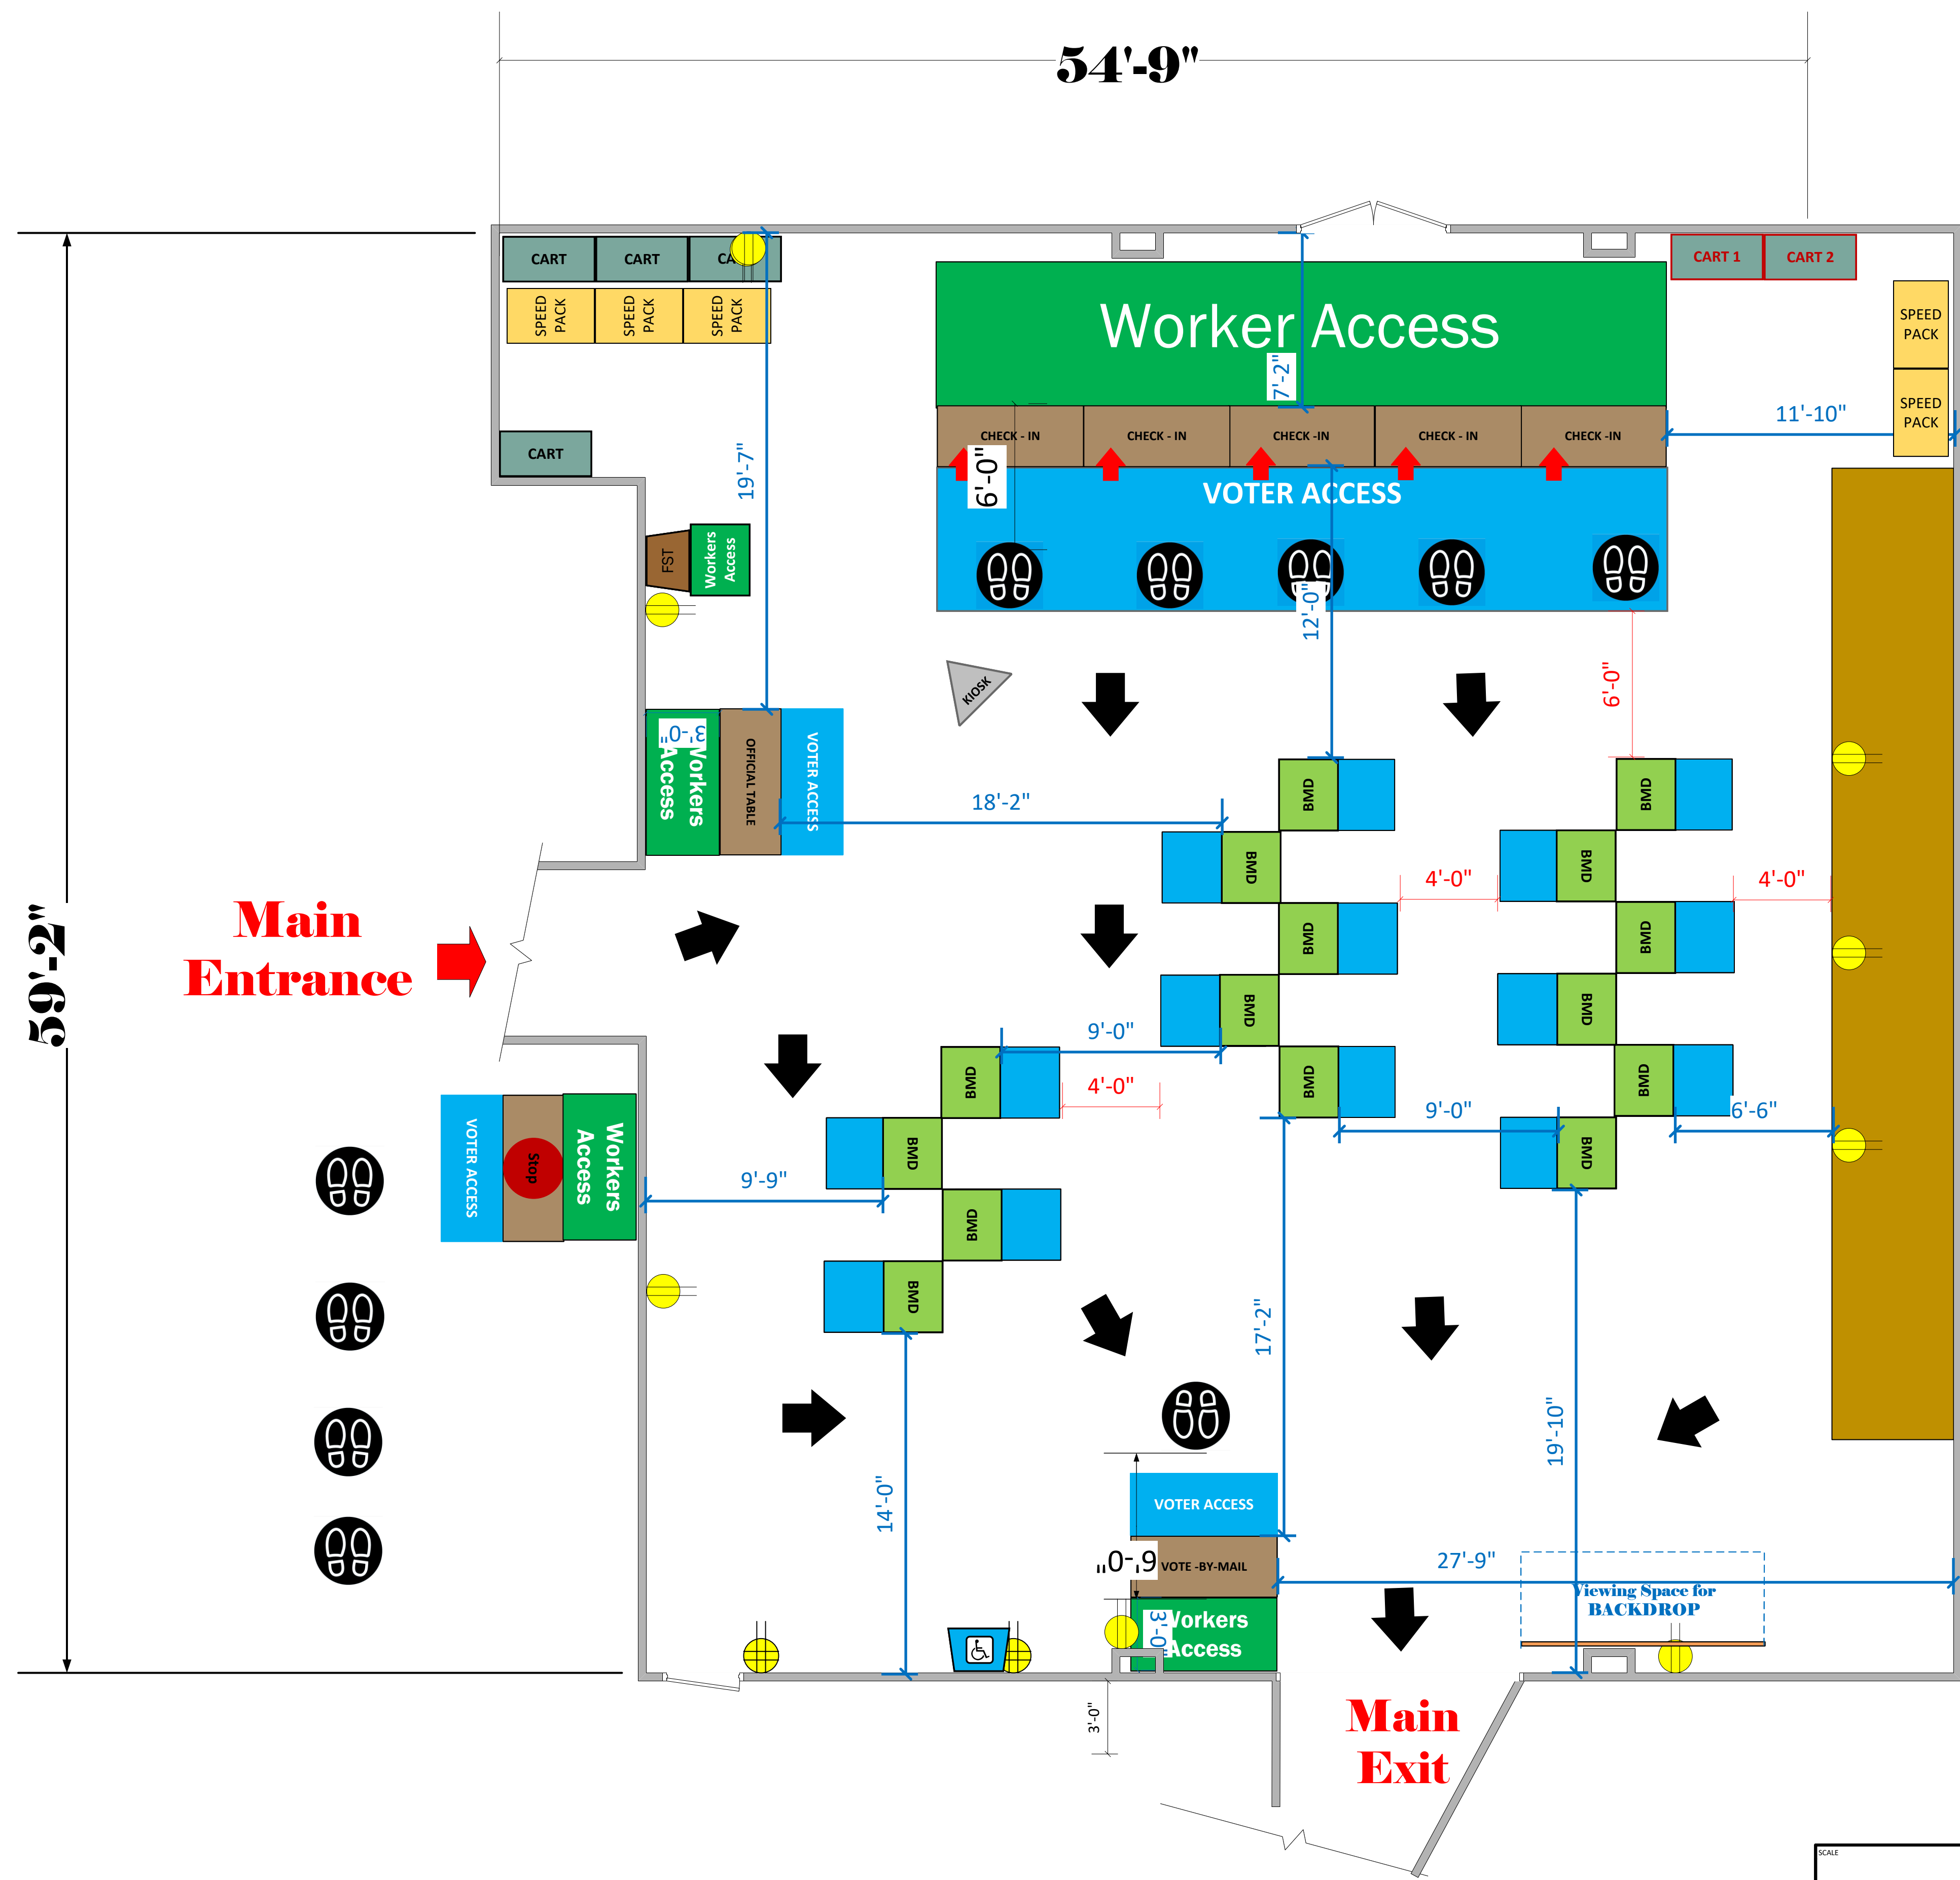 54'-9"
59'-2"
CART
CART
CA
CART 1
CART 2
SPEED
PACK
SPEED
PACK
SPEED
PACK
SPEED
PACK
SPEED
PACK
Worker Access
7'-2"
11'-10"
CHECK - IN
CHECK - IN
CHECK -IN
CHECK - IN
CHECK -IN
CART
19'-7"
6'-0"
VOTER ACCESS
FST
Workers
Access
12'-0"
6'-0"
KIOSK
3'-0"
Workers
Access
OFFICIAL TABLE
VOTER ACCESS
18'-2"
BMD
BMD
BMD
BMD
4'-0"
4'-0"
BMD
BMD
Main
Entrance
BMD
BMD
9'-0"
4'-0"
BMD
BMD
BMD
9'-0"
6'-6"
BMD
BMD
VOTER ACCESS
Stop
Workers
Access
9'-9"
BMD
BMD
17'-2"
14'-0"
19'-10"
VOTER ACCESS
6'-0"
VOTE -BY-MAIL
27'-9"
Viewing Space for
BACKDROP
3'-0"
Workers
Access
3'-0"
Main
Exit
SCALE